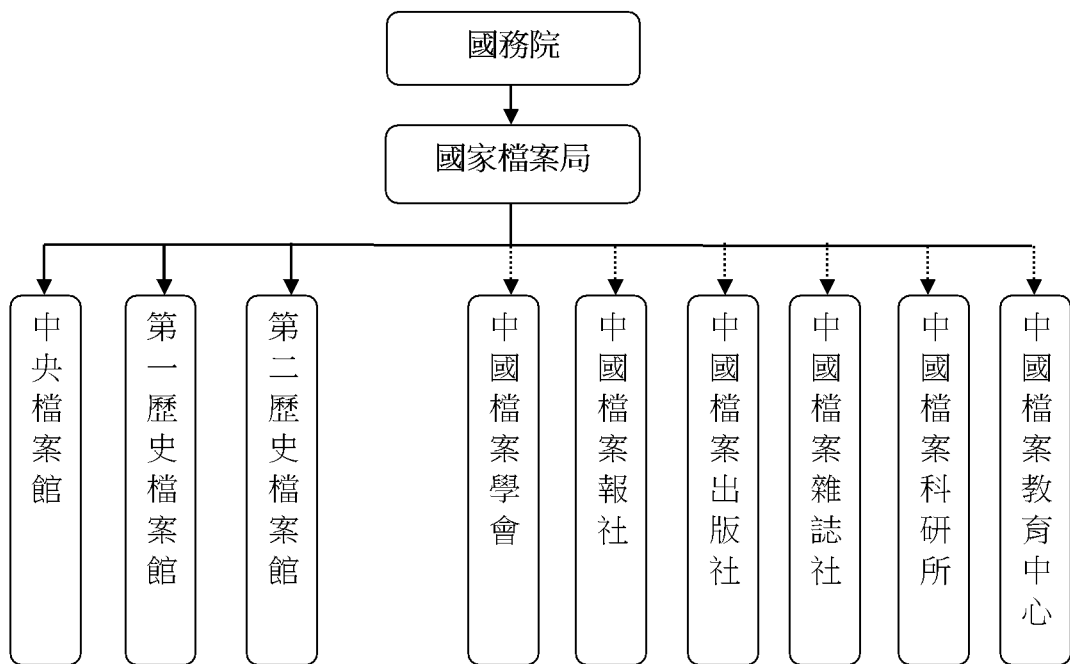 國務院
國家檔案局
中央檔案館
第一歷史檔案館
第二歷史檔案館
中國檔案學會
中國檔案報社
中國檔案出版社
中國檔案雜誌社
中國檔案科研所
中國檔案教育中心